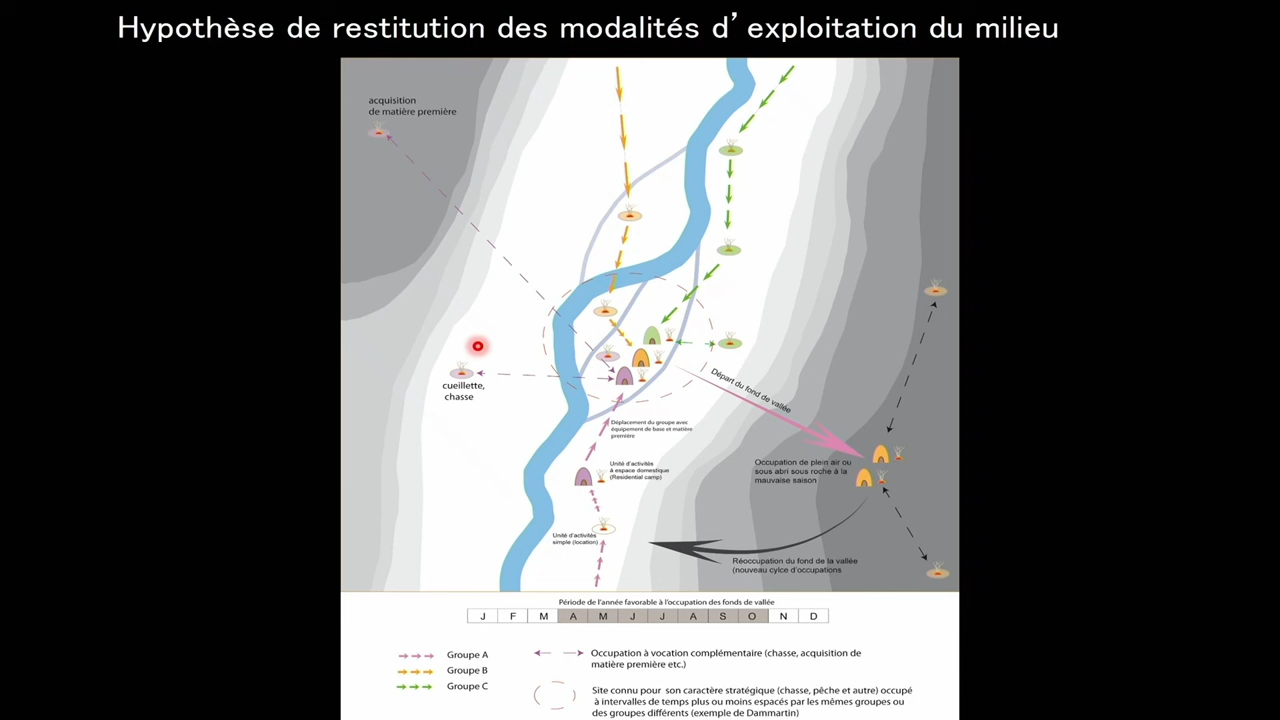 Hypothèse de restitution des modalités d’exploitation du milieu
acquisition
de matière première
cueillette,
chasse
Départ du fond de vallée
Déplacement du groupe avec
équipement de base et matière
première
Unité d'activités
à espace domestique
(Residential camp)
Occupation de plein air ou
sous abri sous roche à la
mauvaise saison
Unité d'activités
simple (location)
Réoccupation du fond de la vallée
(nouveau cylce d'occupations
Période de l'année favorable à l'occupation des fonds de vallée
J F M A M J J A S O N D
Groupe A
Groupe B
Groupe C
Occupation à vocation complémentaire (chasse, acquisition de
matière première etc.)
Site connu pour son caractère stratégique (chasse, pêche et autre) occupé
à intervalles de temps plus ou moins espacés par les mêmes groupes ou
des groupes différents (exemple de Dammartin)